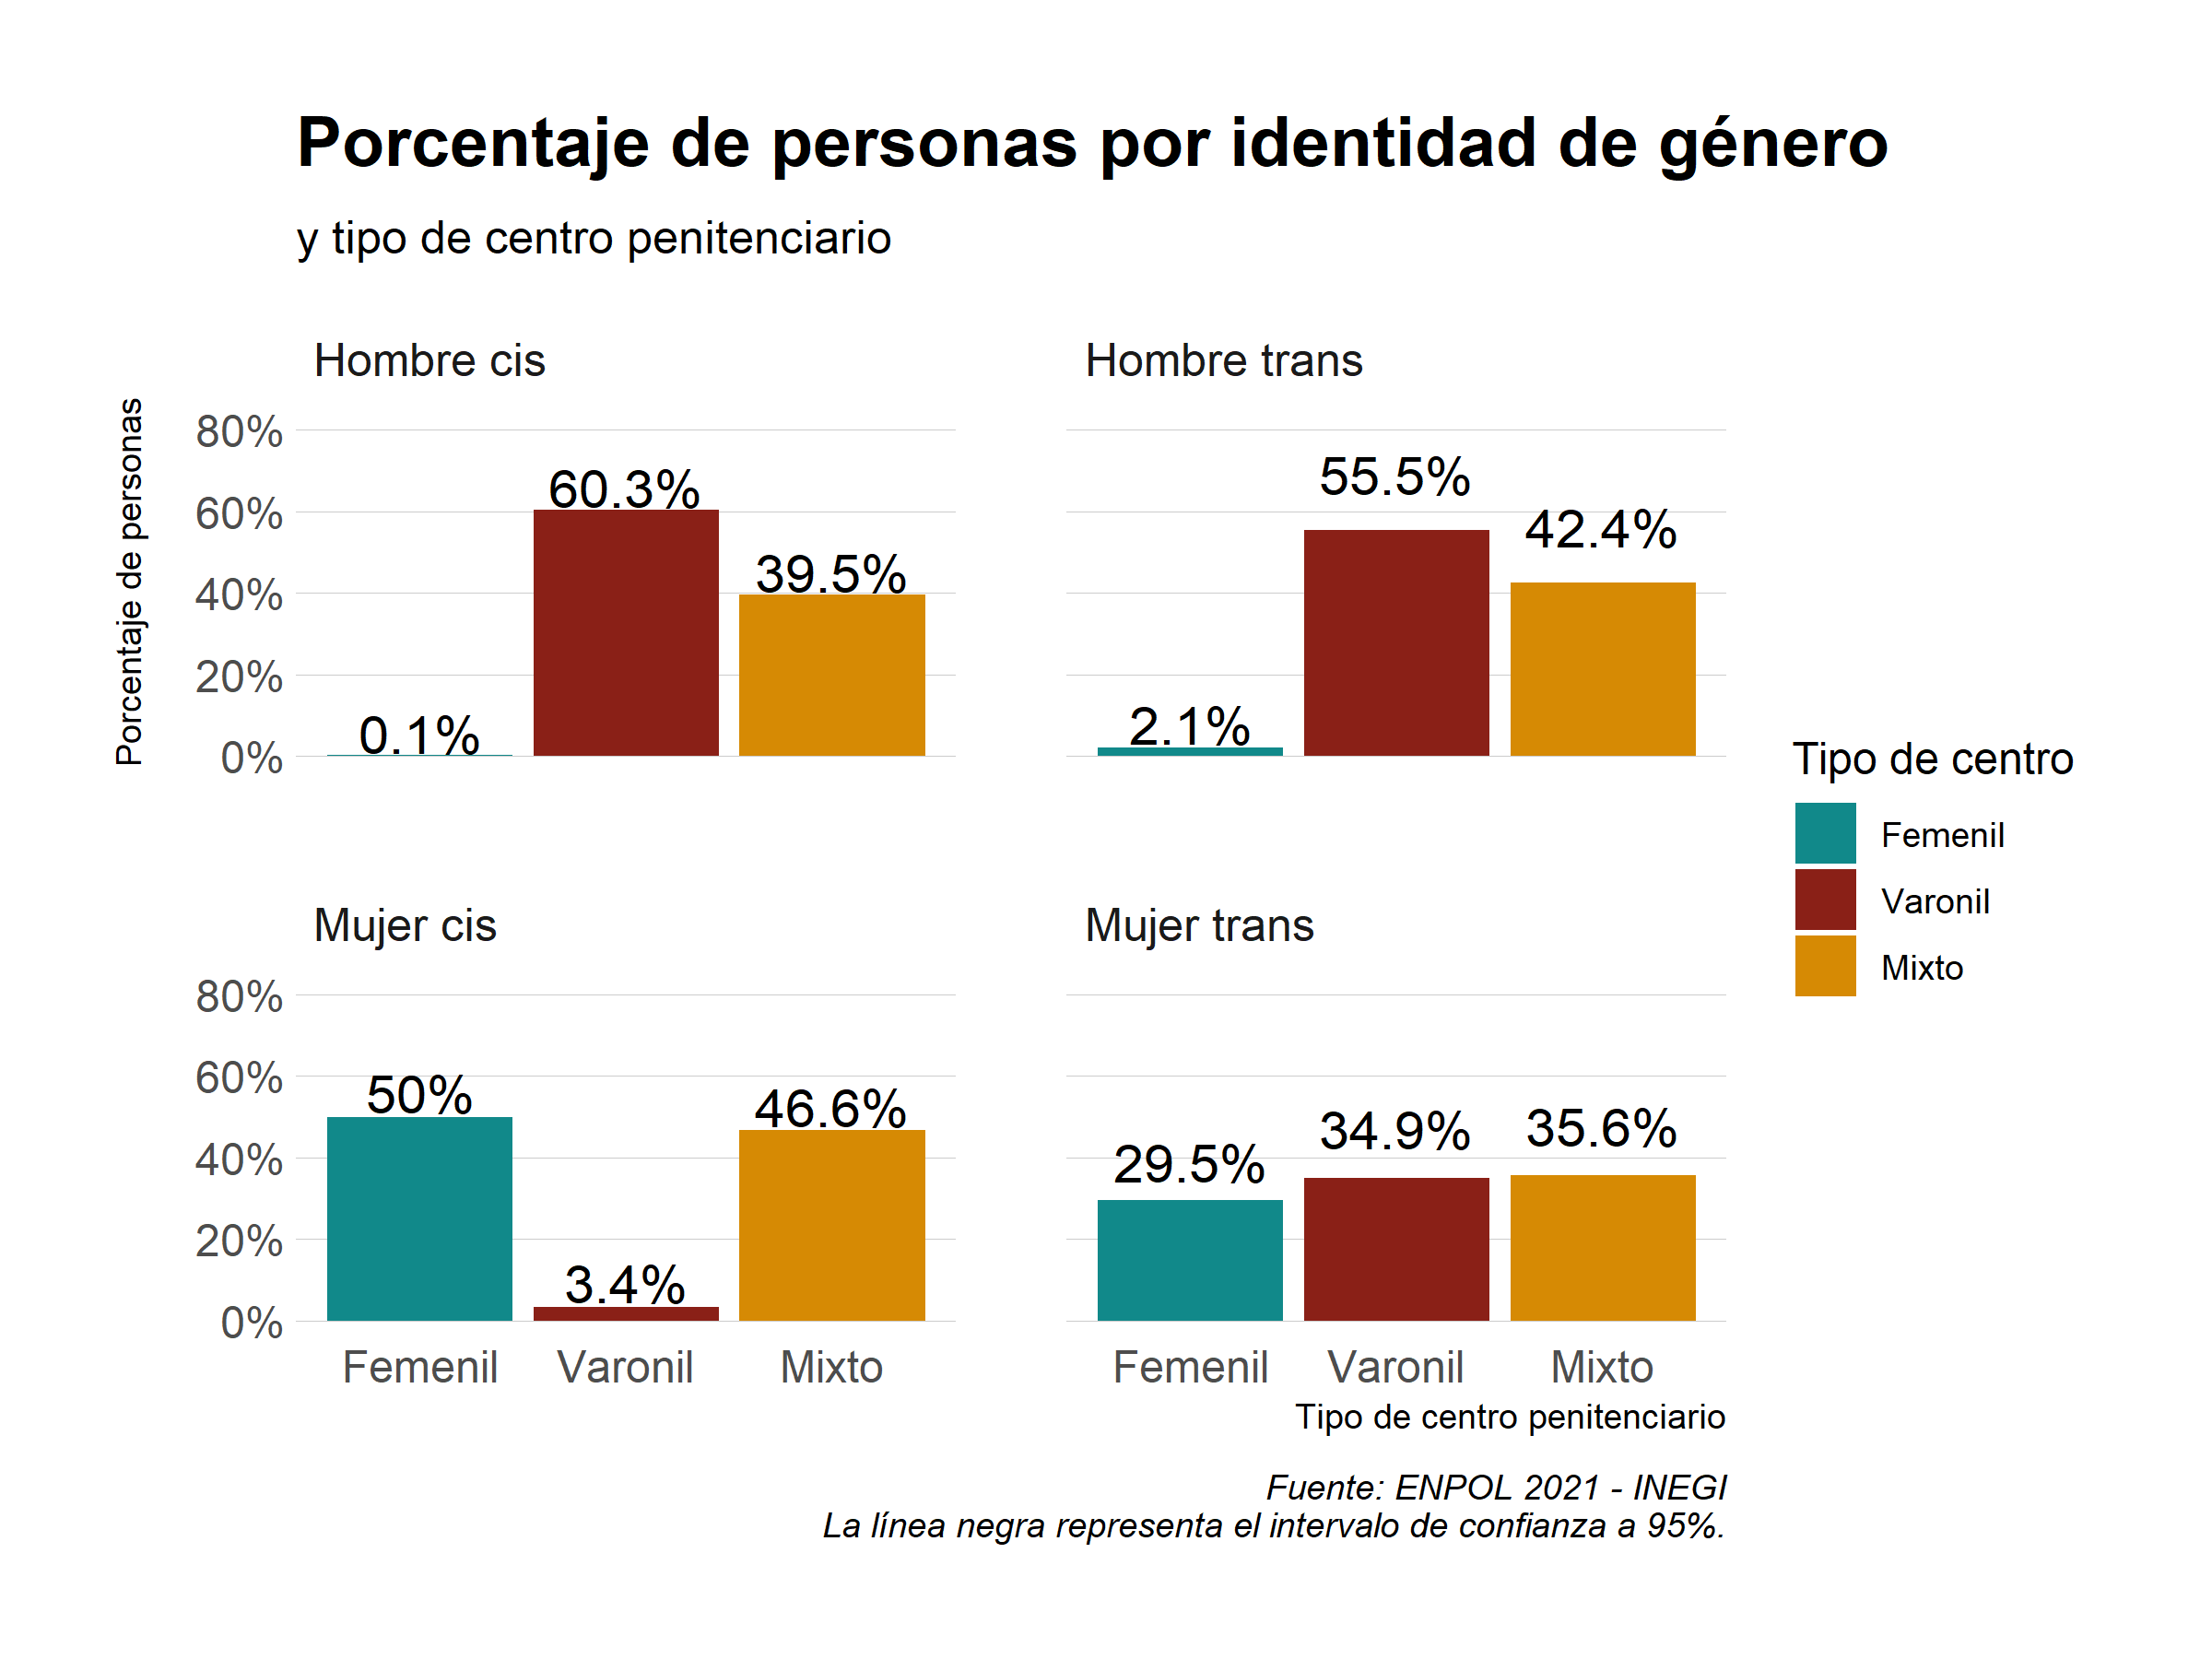 Porcentaje de personas por identidad de género
y tipo de centro penitenciario
Hombre cis
Hombre trans
Porcentaje de personas
80%
60%
40%
20%
0%
0.1%
60.3%
39.5%
2.1%
55.5%
42.4%
Mujer cis
Mujer trans
80%
60%
40%
20%
0%
50%
3.4%
46.6%
29.5%
34.9%
35.6%
Femenil Varonil Mixto
Femenil Varonil Mixto
Tipo de centro penitenciario
Tipo de centro
Femenil
Varonil
Mixto
Fuente: ENPOL 2021 - INEGI
La línea negra representa el intervalo de confianza a 95%.